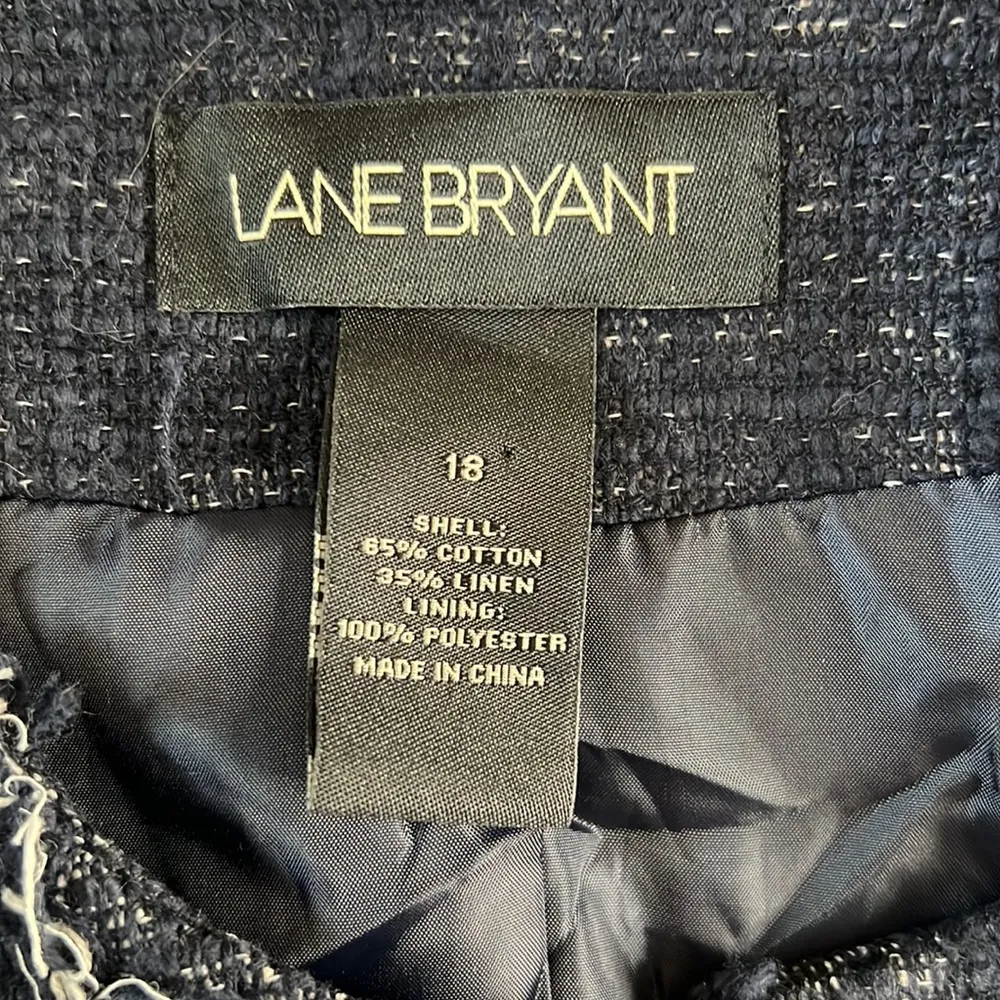 LANE BRYANT
18
SHELL:
65% COTTON
35% LINEN
LINING:
100% POLYESTER
MADE IN CHINA